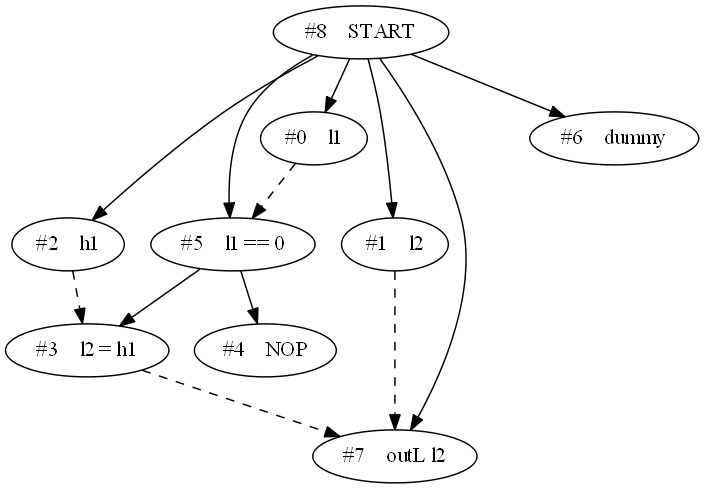 #8 START
#0 l1
#6 dummy
#2 h1
#5 l1 == 0
#1 l2
#3 l2 = h1
#4 NOP
#7 outL l2